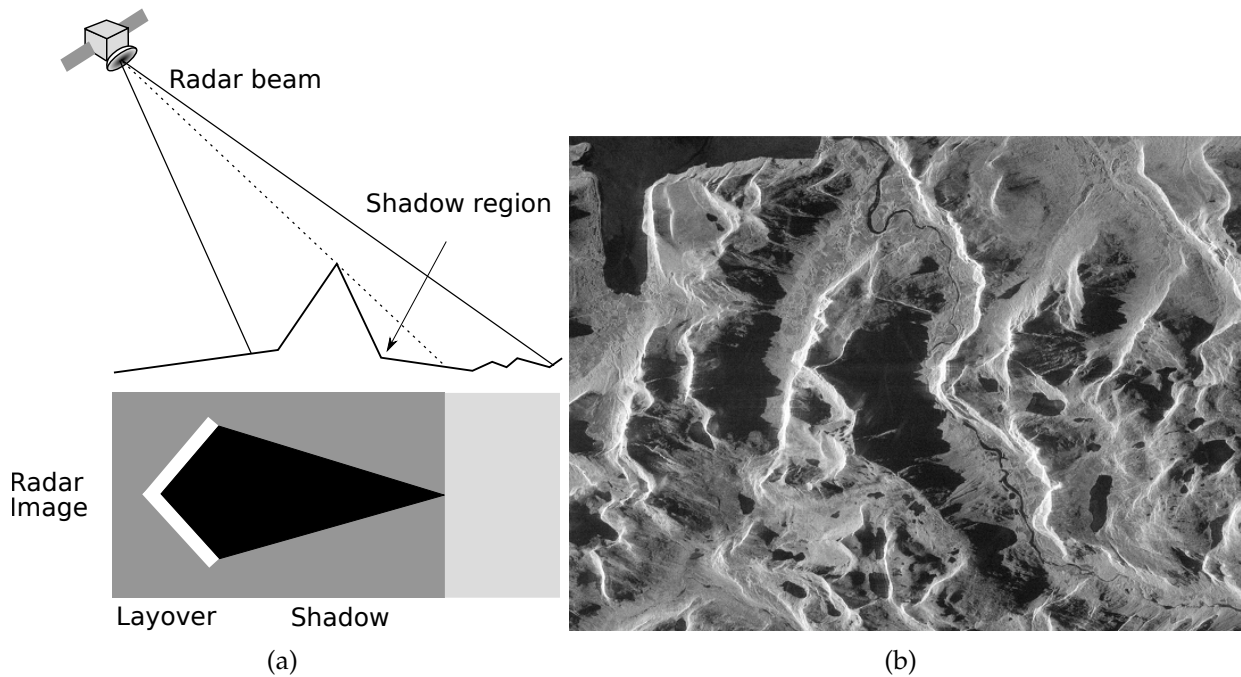 Radar beam
Shadow region
Radar
Image
Layover
Shadow
(a)
(b)